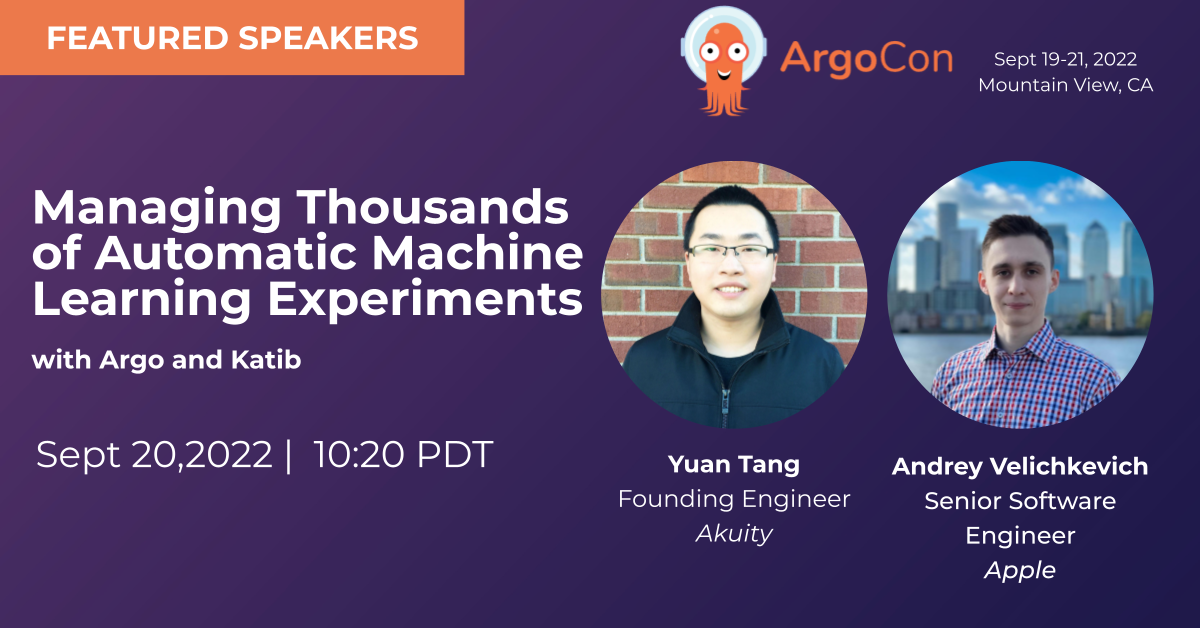 FEATURED SPEAKERS
ArgoCon
Sept 19-21, 2022
Mountain View, CA
Managing Thousands
of Automatic Machine
Learning Experiments
with Argo and Katib
Sept 20,2022 | 10:20 PDT
Yuan Tang
Founding Engineer
Akuity
Andrey Velichkevich
Senior Software
Engineer
Apple